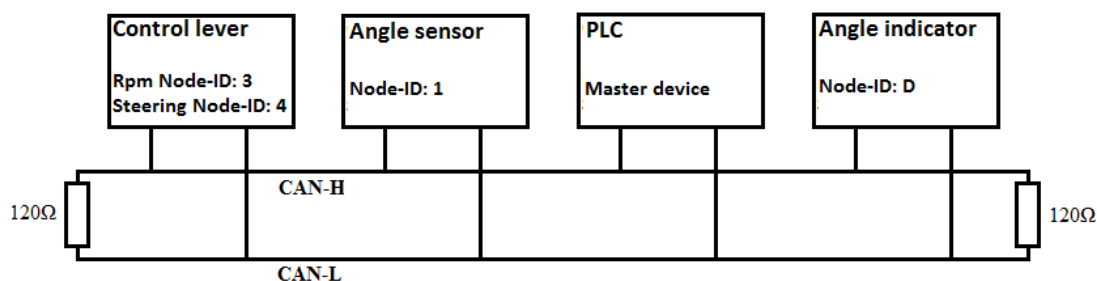 Control lever
Rpm Node-ID: 3
Steering Node-ID: 4
Angle sensor
Node-ID: 1
PLC
Master device
Angle indicator
Node-ID: D
CAN-H
120Ω
120Ω
CAN-L